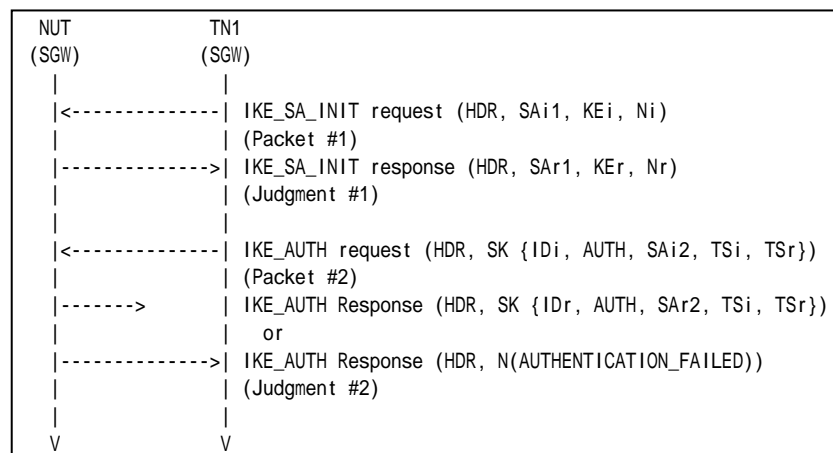 NUT TN1
(SGW) (SGW)
| |
|<--------------| IKE_SA_INIT request (HDR, SAi1, KEi, Ni)
| | (Packet #1)
|-------------->| IKE_SA_INIT response (HDR, SAr1, KEr, Nr)
| | (Judgment #1)
| |
|<--------------| IKE_AUTH request (HDR, SK {IDi, AUTH, SAi2, TSi, TSr})
| | (Packet #2)
|-------> | IKE_AUTH Response (HDR, SK {IDr, AUTH, SAr2, TSi, TSr})
| | or
|-------------->| IKE_AUTH Response (HDR, N(AUTHENTICATION_FAILED))
| | (Judgment #2)
| |
V V